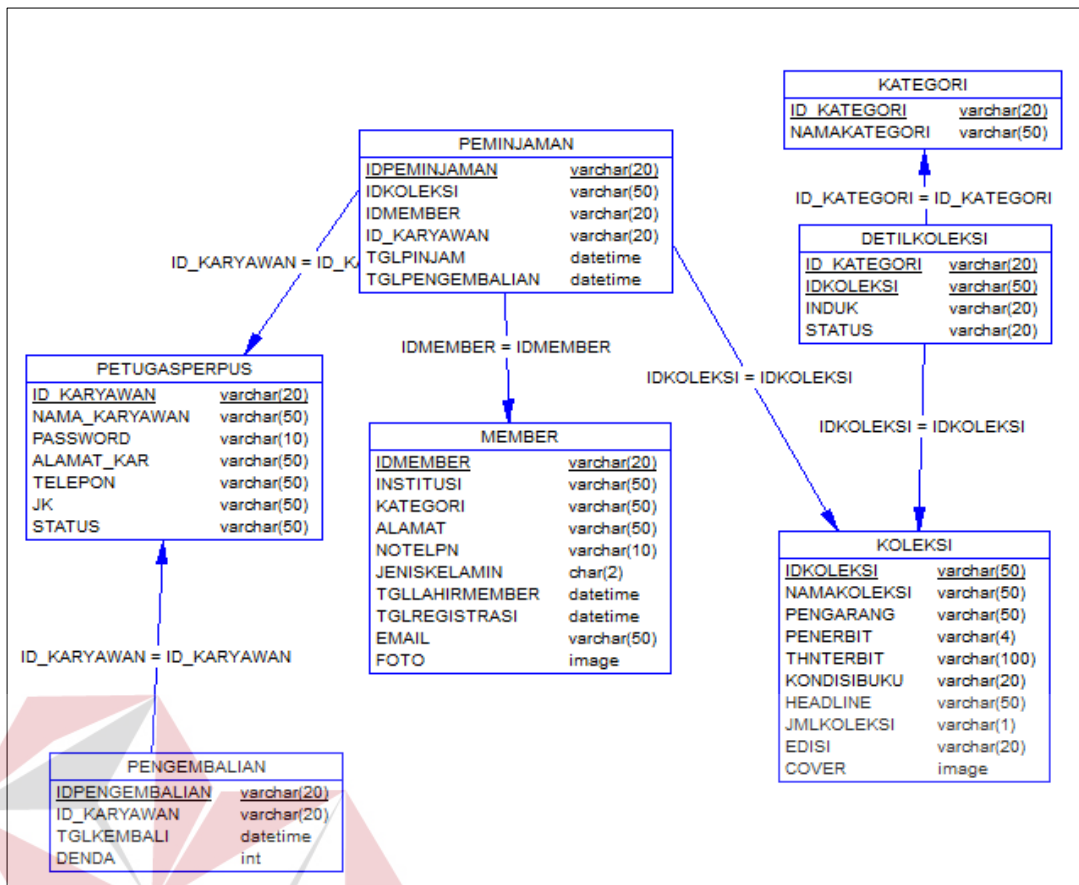 PEMINJAMAN
IDPEMINJAMAN varchar(20)
IDKOLEKSI varchar(50)
IDMEMBER varchar(20)
ID_KARYAWAN varchar(20)
TGLPINJAM datetime
TGLPENGEMBALIAN datetime
KATEGORI
ID_KATEGORI varchar(20)
NAMAKATEGORI varchar(50)
ID_KATEGORI = ID_KATEGORI
DETILKOLEKSI
ID_KATEGORI varchar(20)
IDKOLEKSI varchar(50)
INDUK varchar(20)
STATUS varchar(20)
ID_KARYAWAN = ID_KA
IDMEMBER = IDMEMBER
IDKOLEKSI = IDKOLEKSI
IDKOLEKSI = IDKOLEKSI
PETUGASPERPUS
ID_KARYAWAN varchar(20)
NAMA_KARYAWAN varchar(50)
PASSWORD varchar(10)
ALAMAT_KAR varchar(50)
TELEPON varchar(50)
JK varchar(50)
STATUS varchar(50)
MEMBER
IDMEMBER varchar(20)
INSTITUSI varchar(50)
KATEGORI varchar(50)
ALAMAT varchar(50)
NOTELPN varchar(10)
JENISKELAMIN char(2)
TGLLAHIRMEMBER datetime
TGLREGISTRASI datetime
EMAIL varchar(50)
FOTO image
KOLEKSI
IDKOLEKSI varchar(50)
NAMAKOLEKSI varchar(50)
PENGARANG varchar(50)
PENERBIT varchar(4)
THNTERBIT varchar(100)
KONDISIBUKU varchar(20)
HEADLINE varchar(50)
JMLKOLEKSI varchar(1)
EDISI varchar(20)
COVER image
ID_KARYAWAN = ID_KARYAWAN
PENGEMBALIAN
IDPENGEMBALIAN varchar(20)
ID_KARYAWAN varchar(20)
TGLKEMBALI datetime
DENDA int